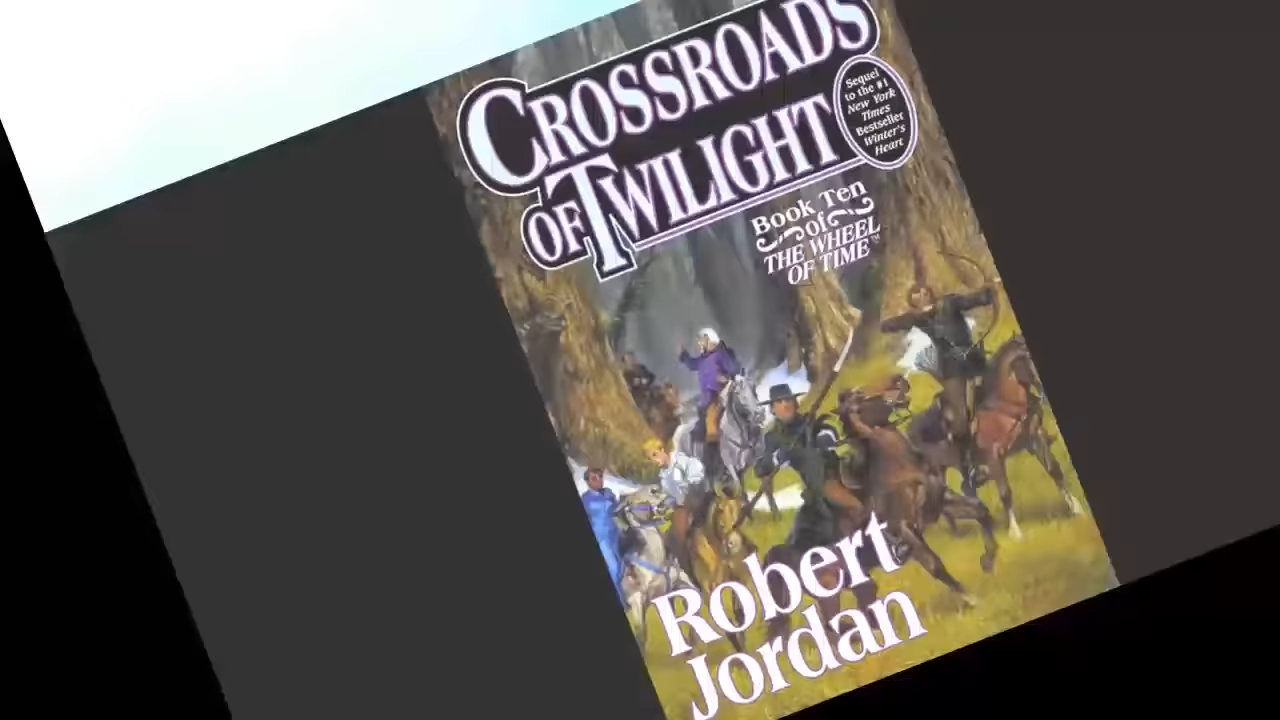 CROSSROADS
OF TWILIGHT
Sequel
to the #1
New York
Times
Bestseller
Winter's
Heart
Book Ten
of
THE WHEEL
OF TIME™
Robert
Jordan